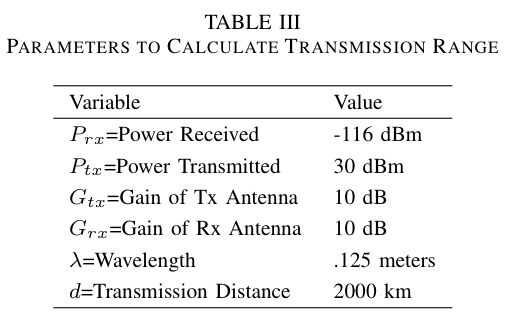 TABLE III
PARAMETERS TO CALCULATE TRANSMISSION RANGE
Variable Value
P_{rx}=Power Received -116 dBm
P_{tx}=Power Transmitted 30 dBm
G_{tx}=Gain of Tx Antenna 10 dB
G_{rx}=Gain of Rx Antenna 10 dB
λ=Wavelength .125 meters
d=Transmission Distance 2000 km